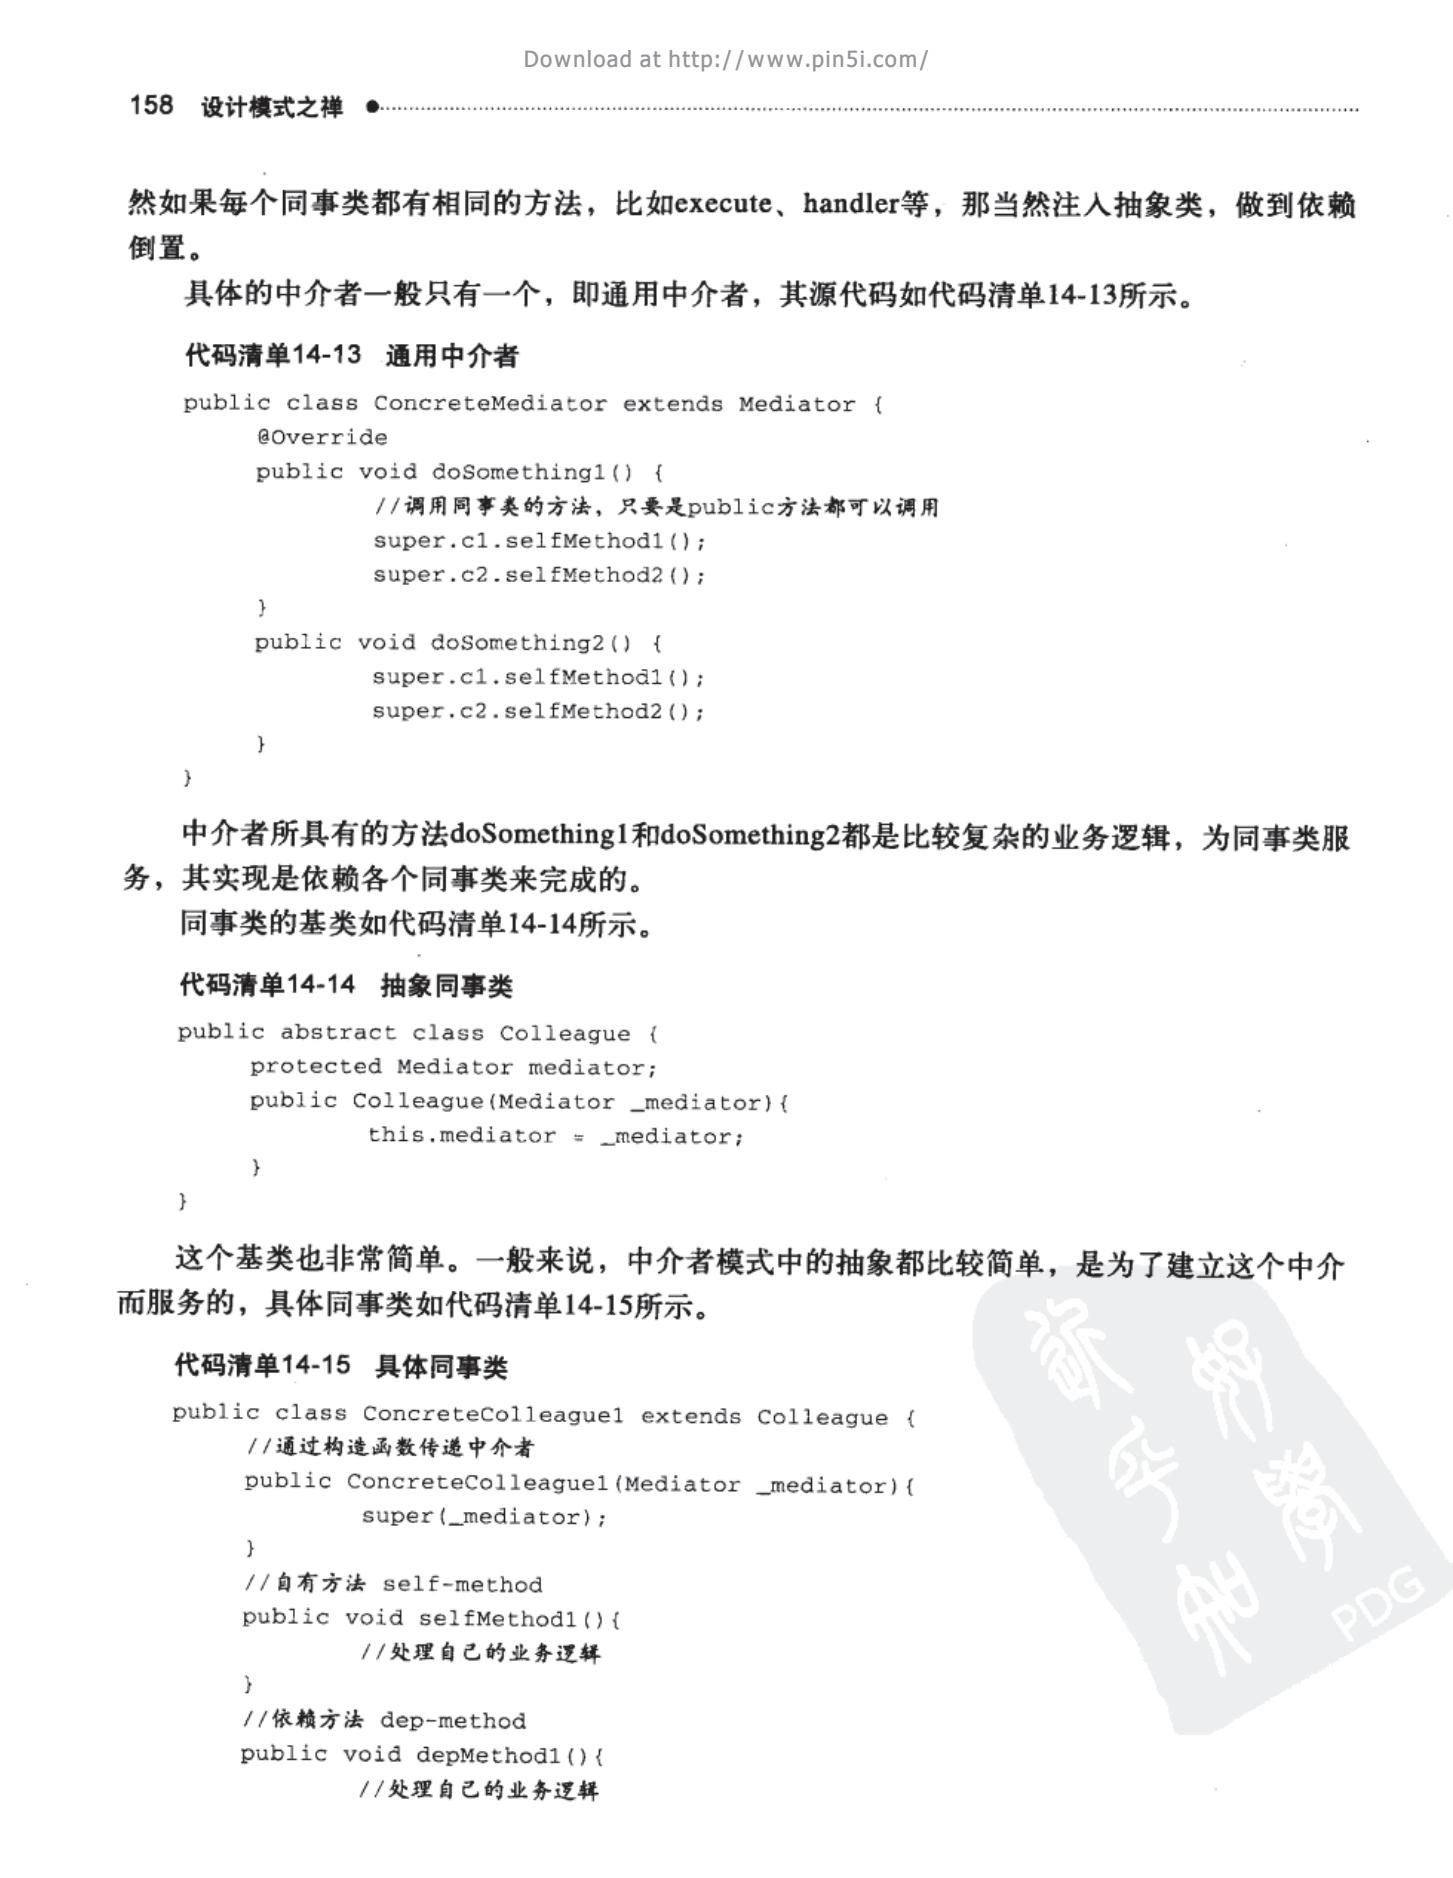 Download at http://www.pin5i.com/
158 设计模式之禅
然如果每个同事类都有相同的方法，比如execute、handler等，那当然注入抽象类，做到依赖
倒置。
具体的中介者一般只有一个，即通用中介者，其源代码如代码清单14-13所示。
代码清单14-13 通用中介者
public class ConcreteMediator extends Mediator {
@Override
public void doSomething1() {
//调用同事类的方法，只要是public方法都可以调用
super.c1.selfMethod1();
super.c2.selfMethod2();
}
public void doSomething2() {
super.c1.selfMethod1();
super.c2.selfMethod2();
}
}
中介者所具有的方法doSomething1和doSomething2都是比较复杂的业务逻辑，为同事类服
务，其实现是依赖各个同事类来完成的。
同事类的基类如代码清单14-14所示。
代码清单14-14 抽象同事类
public abstract class Colleague {
protected Mediator mediator;
public Colleague(Mediator _mediator){
this.mediator = _mediator;
}
}
这个基类也非常简单。一般来说，中介者模式中的抽象都比较简单，是为了建立这个中介
而服务的，具体同事类如代码清单14-15所示。
代码清单14-15 具体同事类
public class ConcreteColleague1 extends Colleague {
//通过构造函数传递中介者
public ConcreteColleague1(Mediator _mediator){
super(_mediator);
}
//自有方法 self-method
public void selfMethod1(){
//处理自己的业务逻辑
}
//依赖方法 dep-method
public void depMethod1(){
//处理自己的业务逻辑
PDG